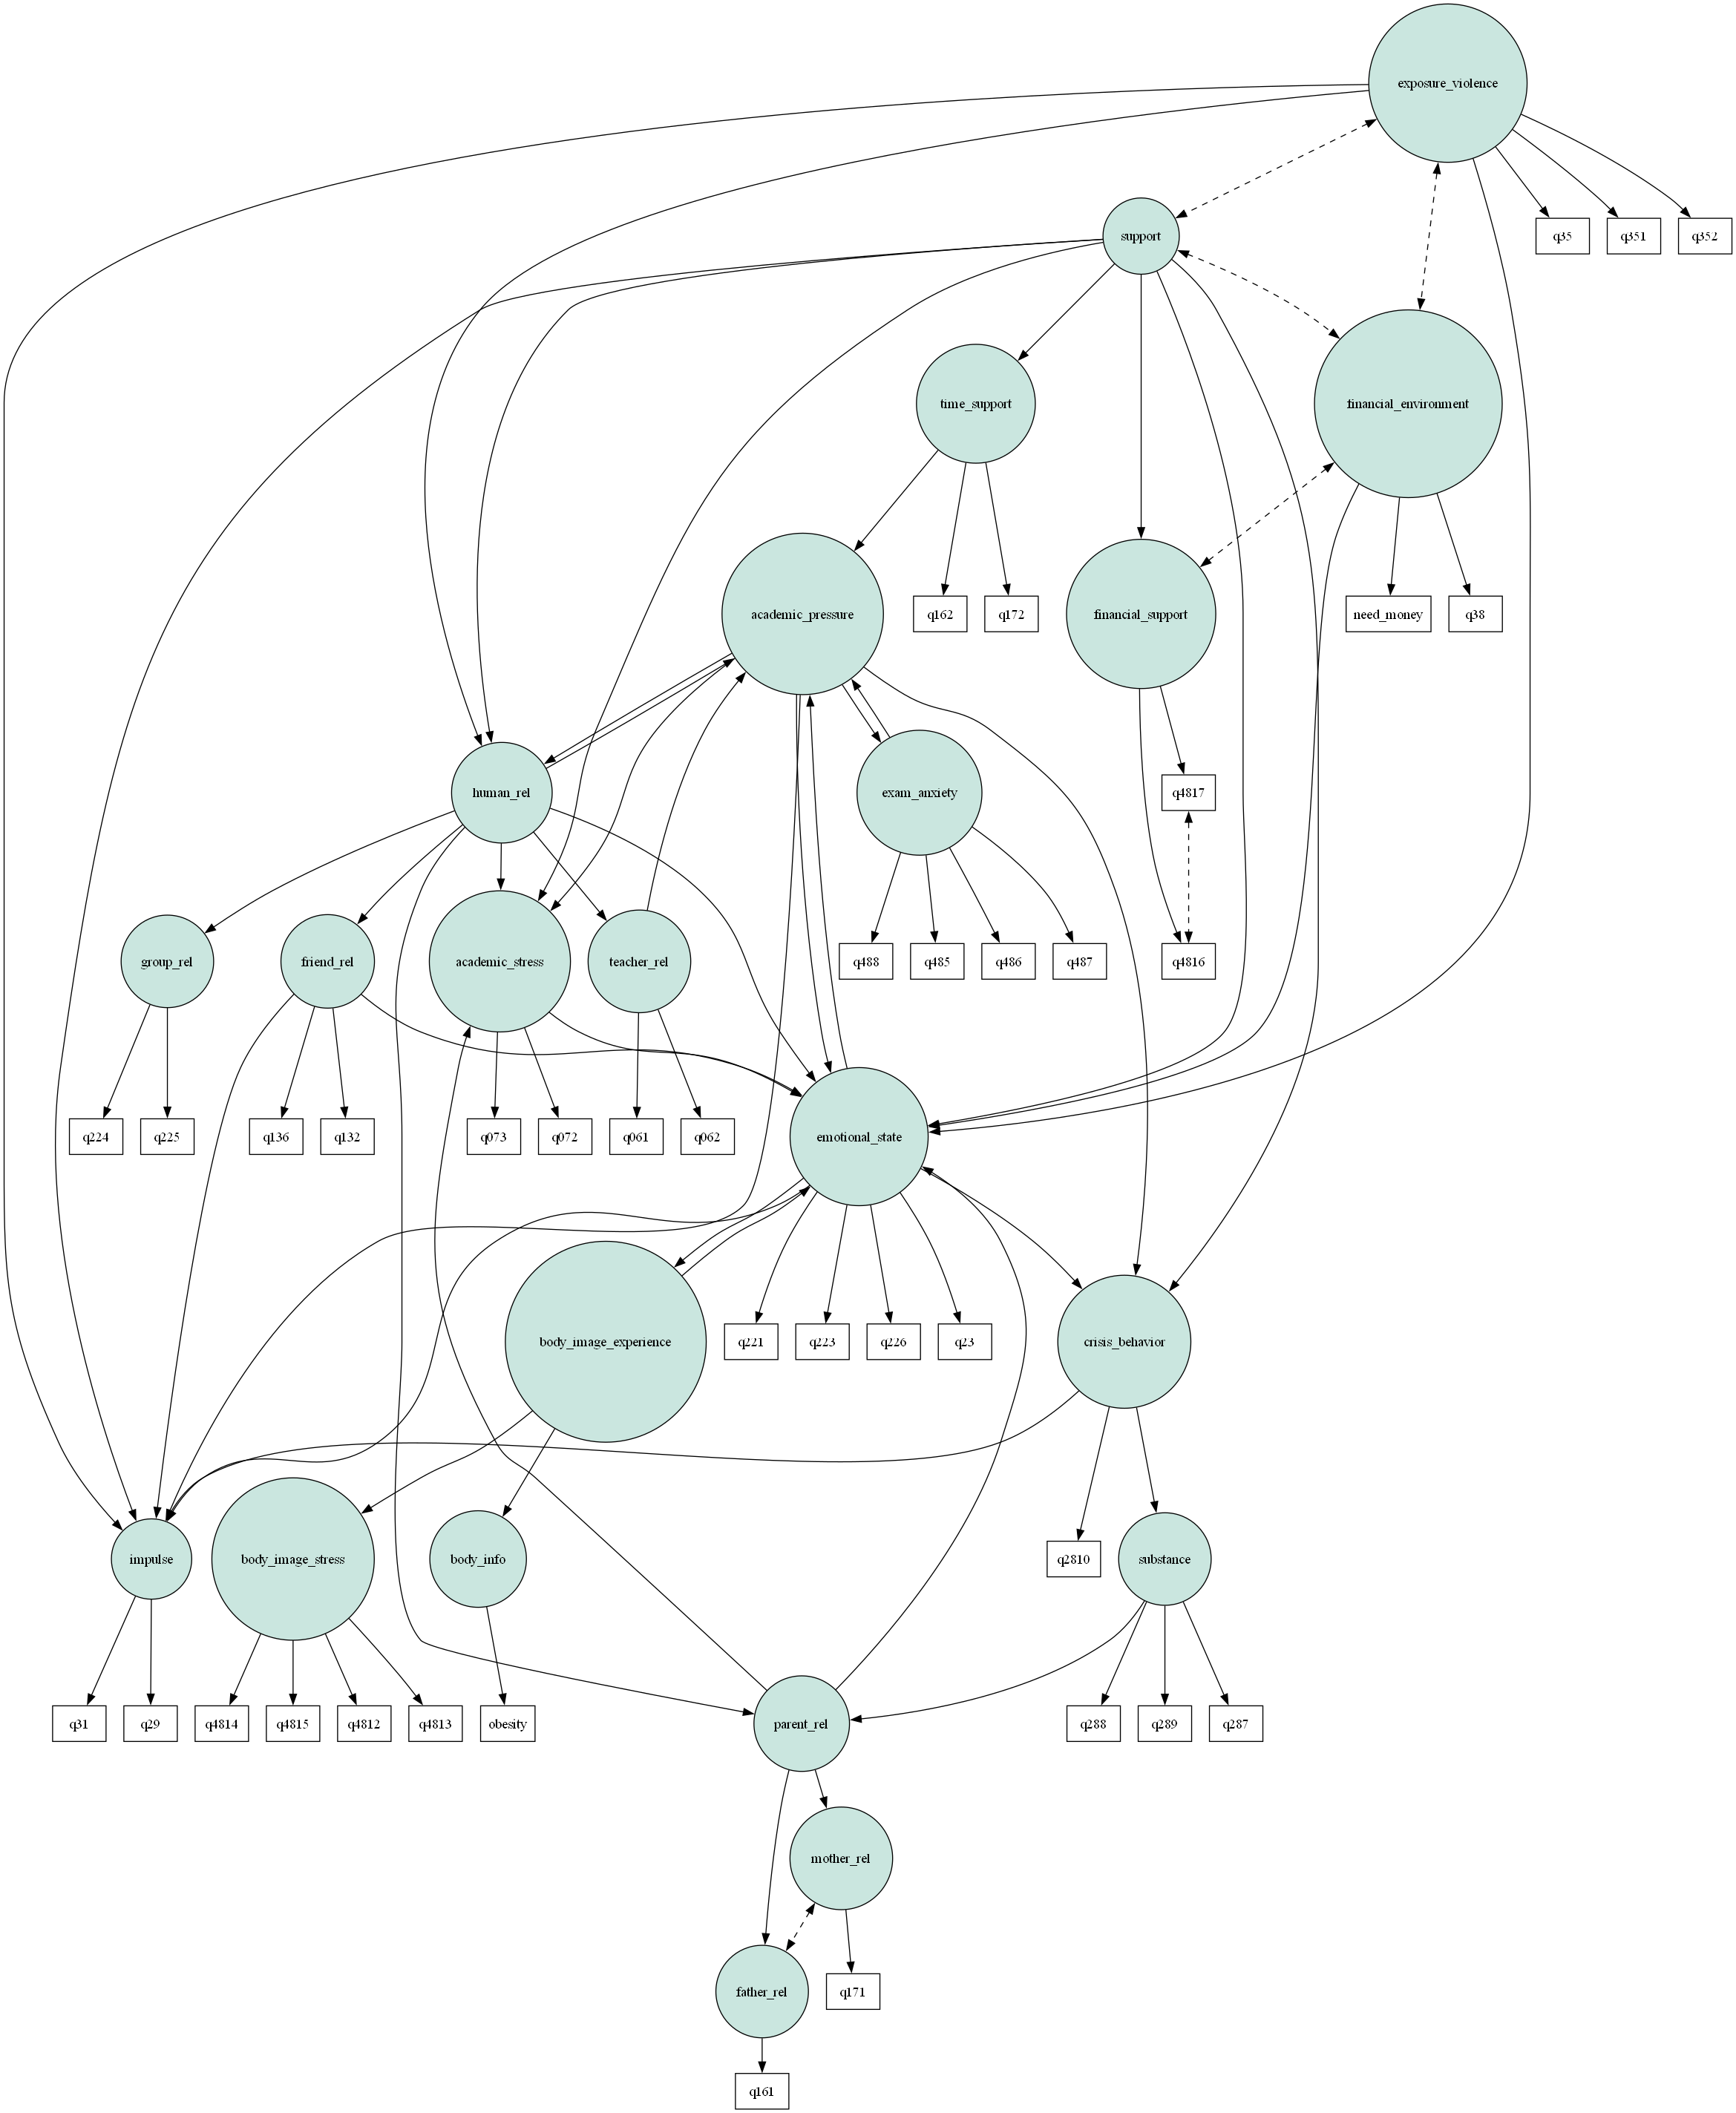 exposure_violence
support
q35
q351
q352
time_support
financial_environment
academic_pressure
q162
q172
financial_support
need_money
q38
human_rel
exam_anxiety
q4817
group_rel
friend_rel
academic_stress
teacher_rel
q488
q485
q486
q487
q4816
q224
q225
q136
q132
q073
q072
q061
q062
emotional_state
body_image_experience
q221
q223
q226
q23
crisis_behavior
impulse
body_image_stress
body_info
q2810
substance
q31
q29
q4814
q4815
q4812
q4813
obesity
parent_rel
q288
q289
q287
mother_rel
father_rel
q171
q161